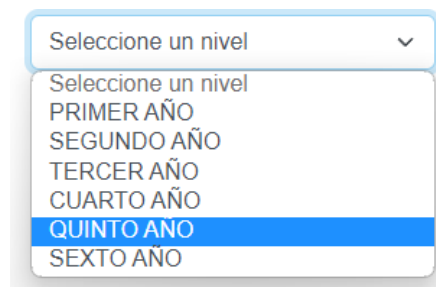 Seleccione un nivel
Seleccione un nivel
PRIMER AÑO
SEGUNDO AÑO
TERCER AÑO
CUARTO AÑO
QUINTO AÑO
SEXTO AÑO